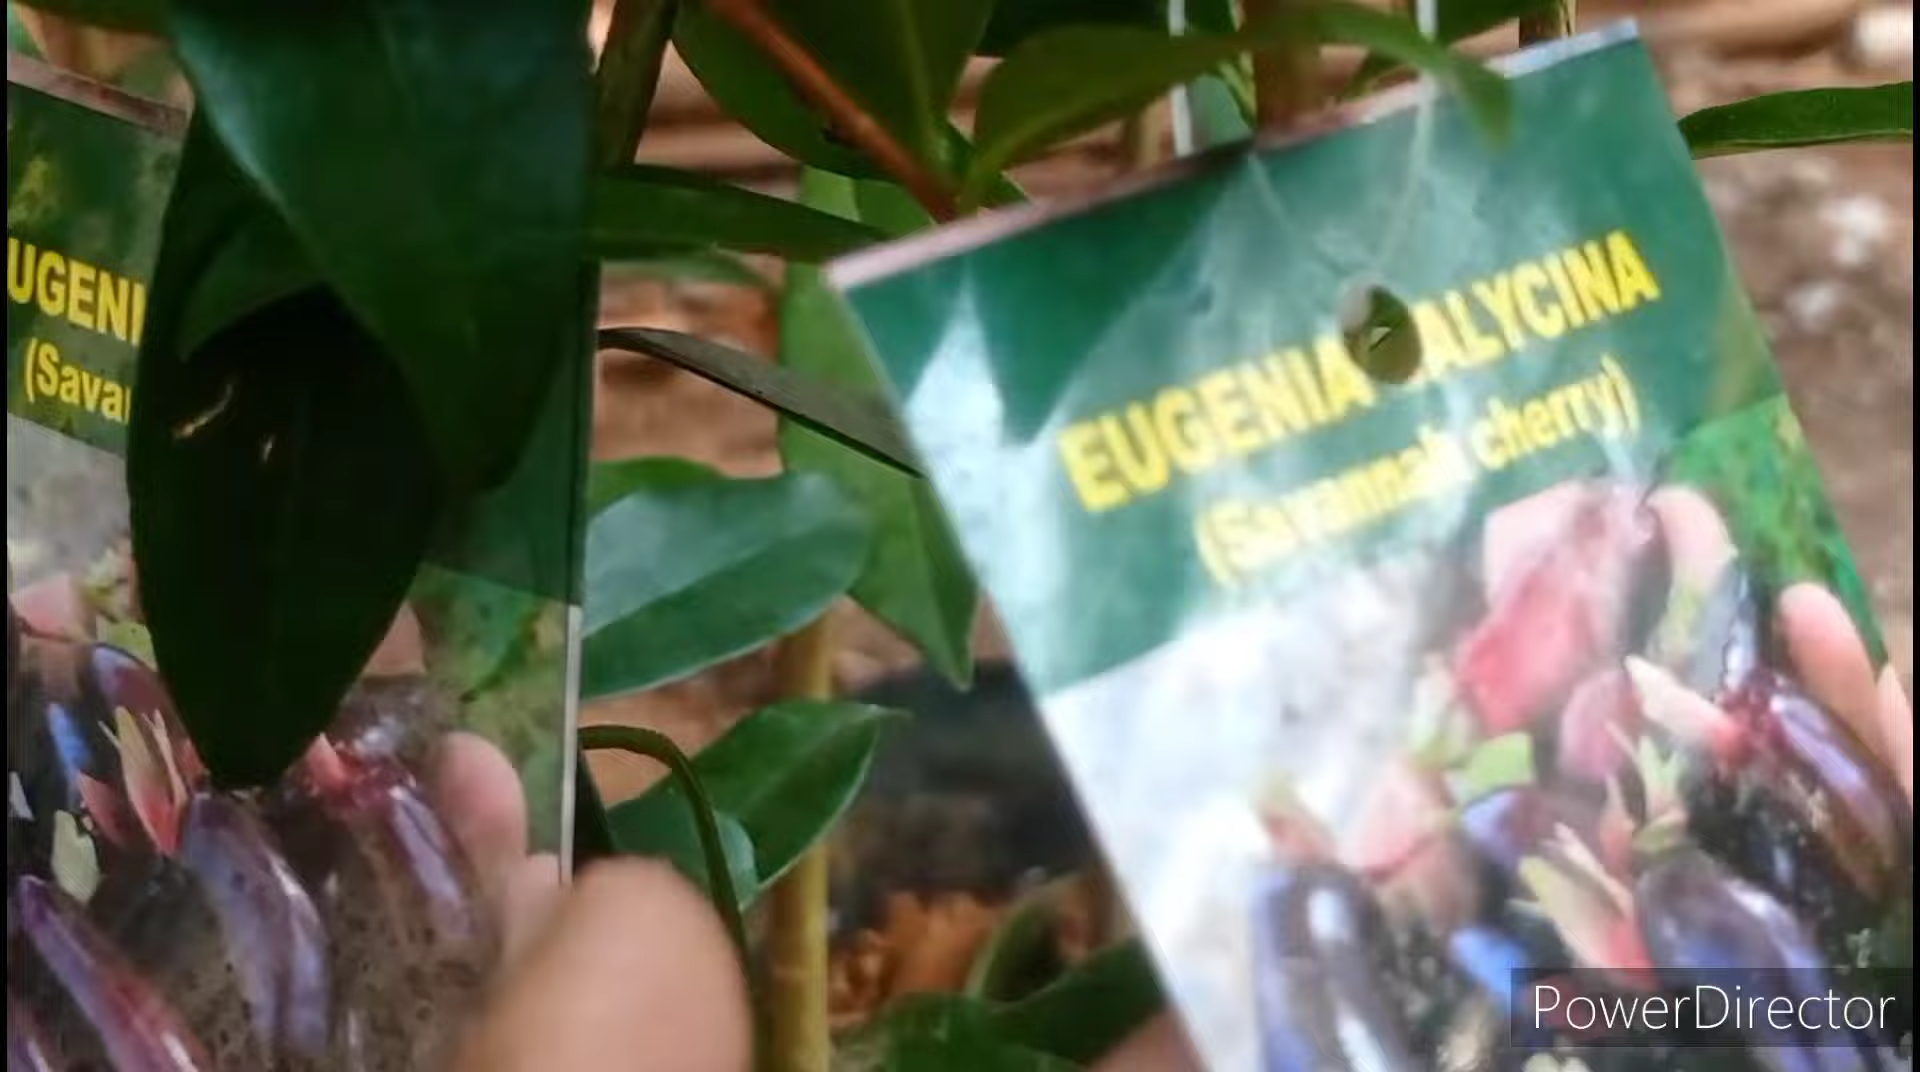 UGENI
(Savan
EUGENIA CALYCINA
(Savannah cherry)
PowerDirector